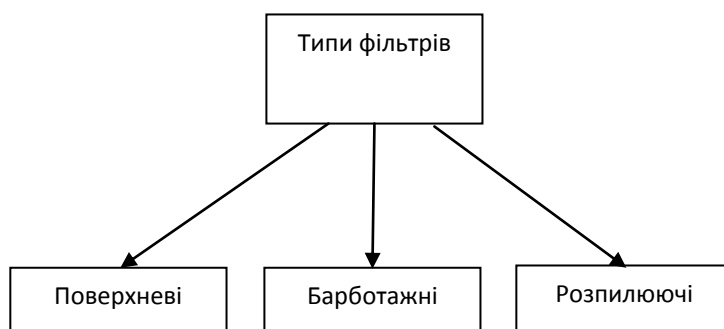 Типи фільтрів
Поверхневі
Барботажні
Розпилюючі